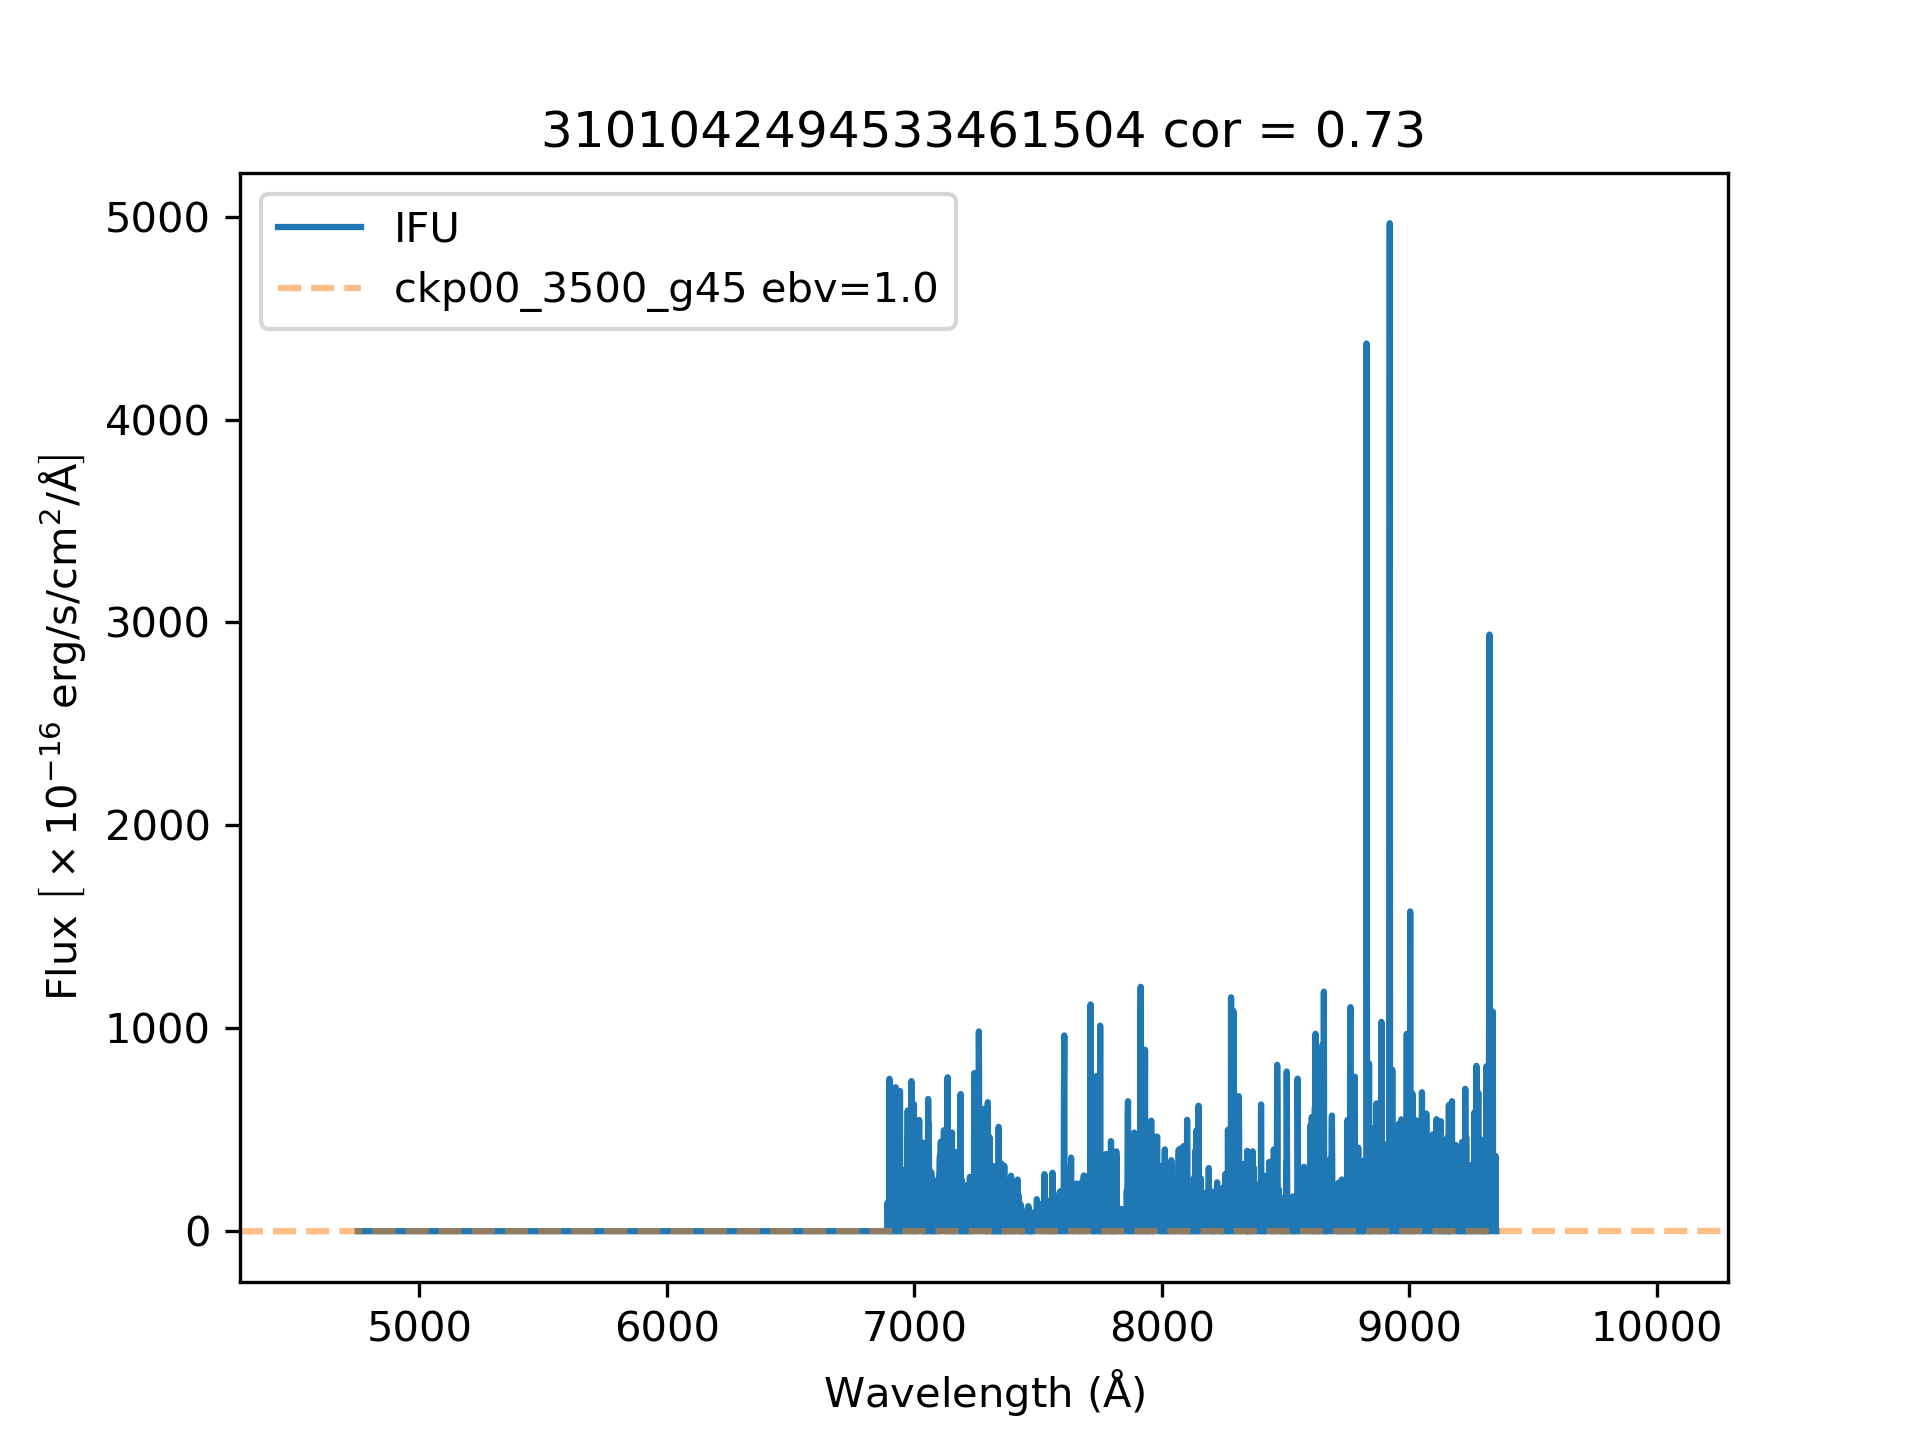 3101042494533461504 cor = 0.73
IFU
ckp00_3500_g45 ebv=1.0
5000
4000
3000
2000
1000
0
Flux [×10⁻¹⁶ erg/s/cm²/Å]
5000 6000 7000 8000 9000 10000
Wavelength (Å)